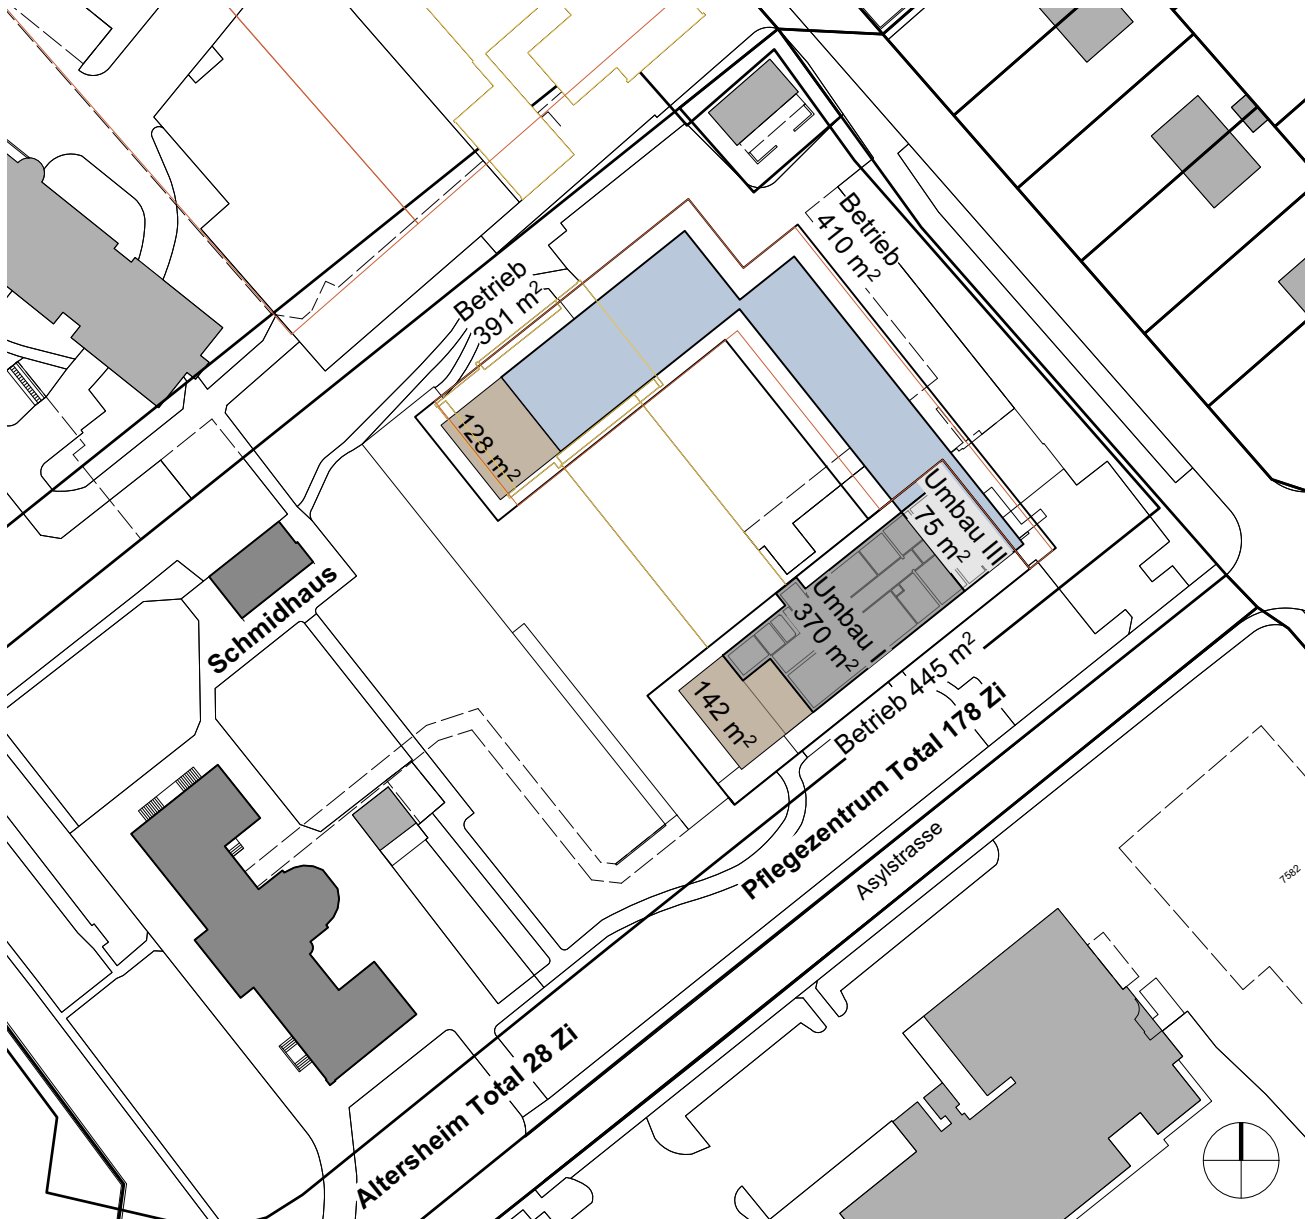 Betrieb
410 m²
Betrieb
391 m²
128 m²
Umbau III
75 m²
Umbau
370 m²
Schmidhaus
142 m²
Betrieb 445 m²
Pflegezentrum Total 178 Zi
Asylstrasse
7582
Altersheim Total 28 Zi